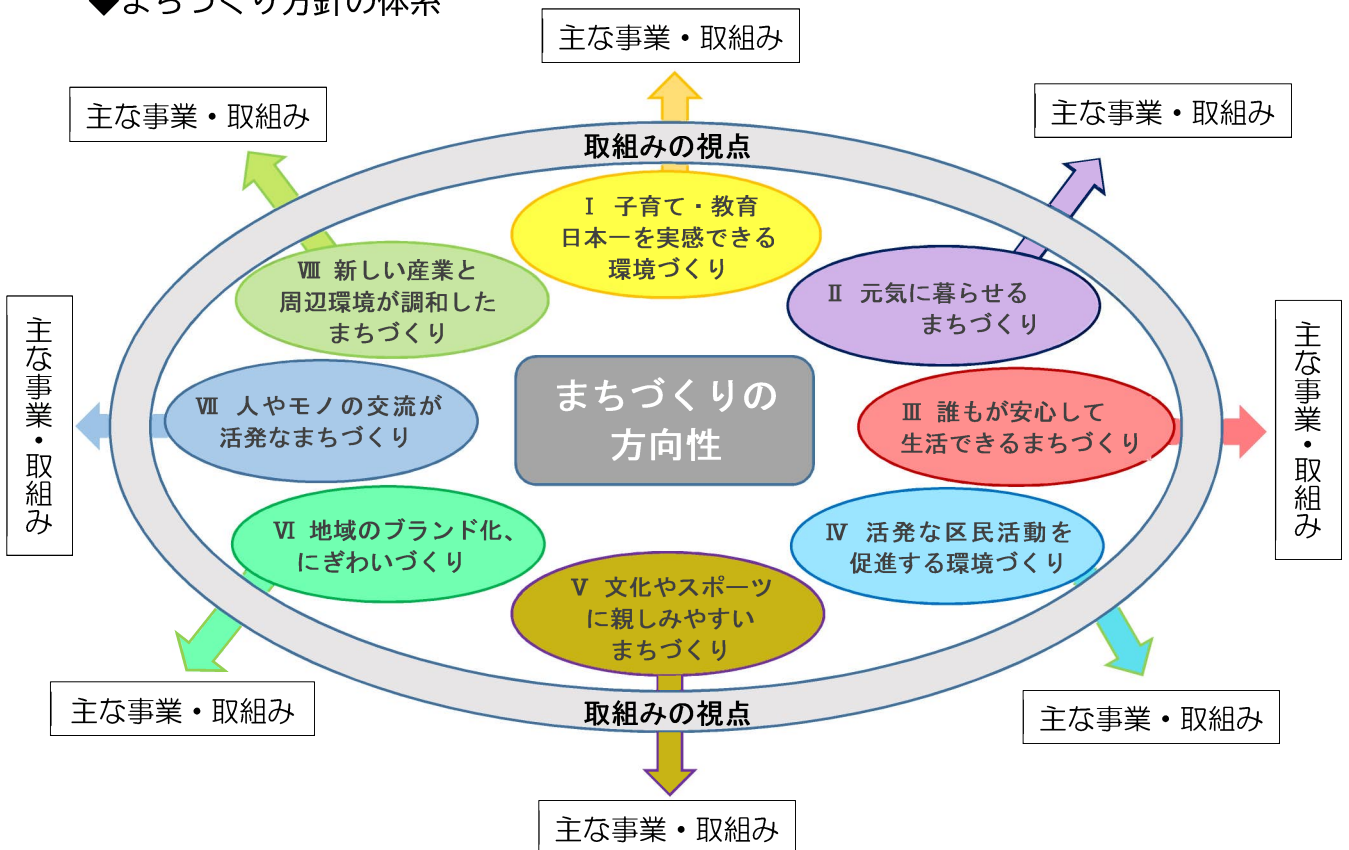 ◆まちづくり方針の体系
主な事業・取組み
主な事業・取組み
主な事業・取組み
取組みの視点
Ⅰ 子育て・教育
日本一を実感できる
環境づくり
Ⅷ 新しい産業と
周辺環境が調和した
まちづくり
Ⅱ 元気に暮らせる
まちづくり
主な事業・取組み
主な事業・取組み
まちづくりの
方向性
Ⅶ 人やモノの交流が
活発なまちづくり
Ⅲ 誰もが安心して
生活できるまちづくり
Ⅵ 地域のブランド化、
にぎわいづくり
Ⅳ 活発な区民活動を
促進する環境づくり
Ⅴ 文化やスポーツ
に親しみやすい
まちづくり
取組みの視点
主な事業・取組み
主な事業・取組み
主な事業・取組み